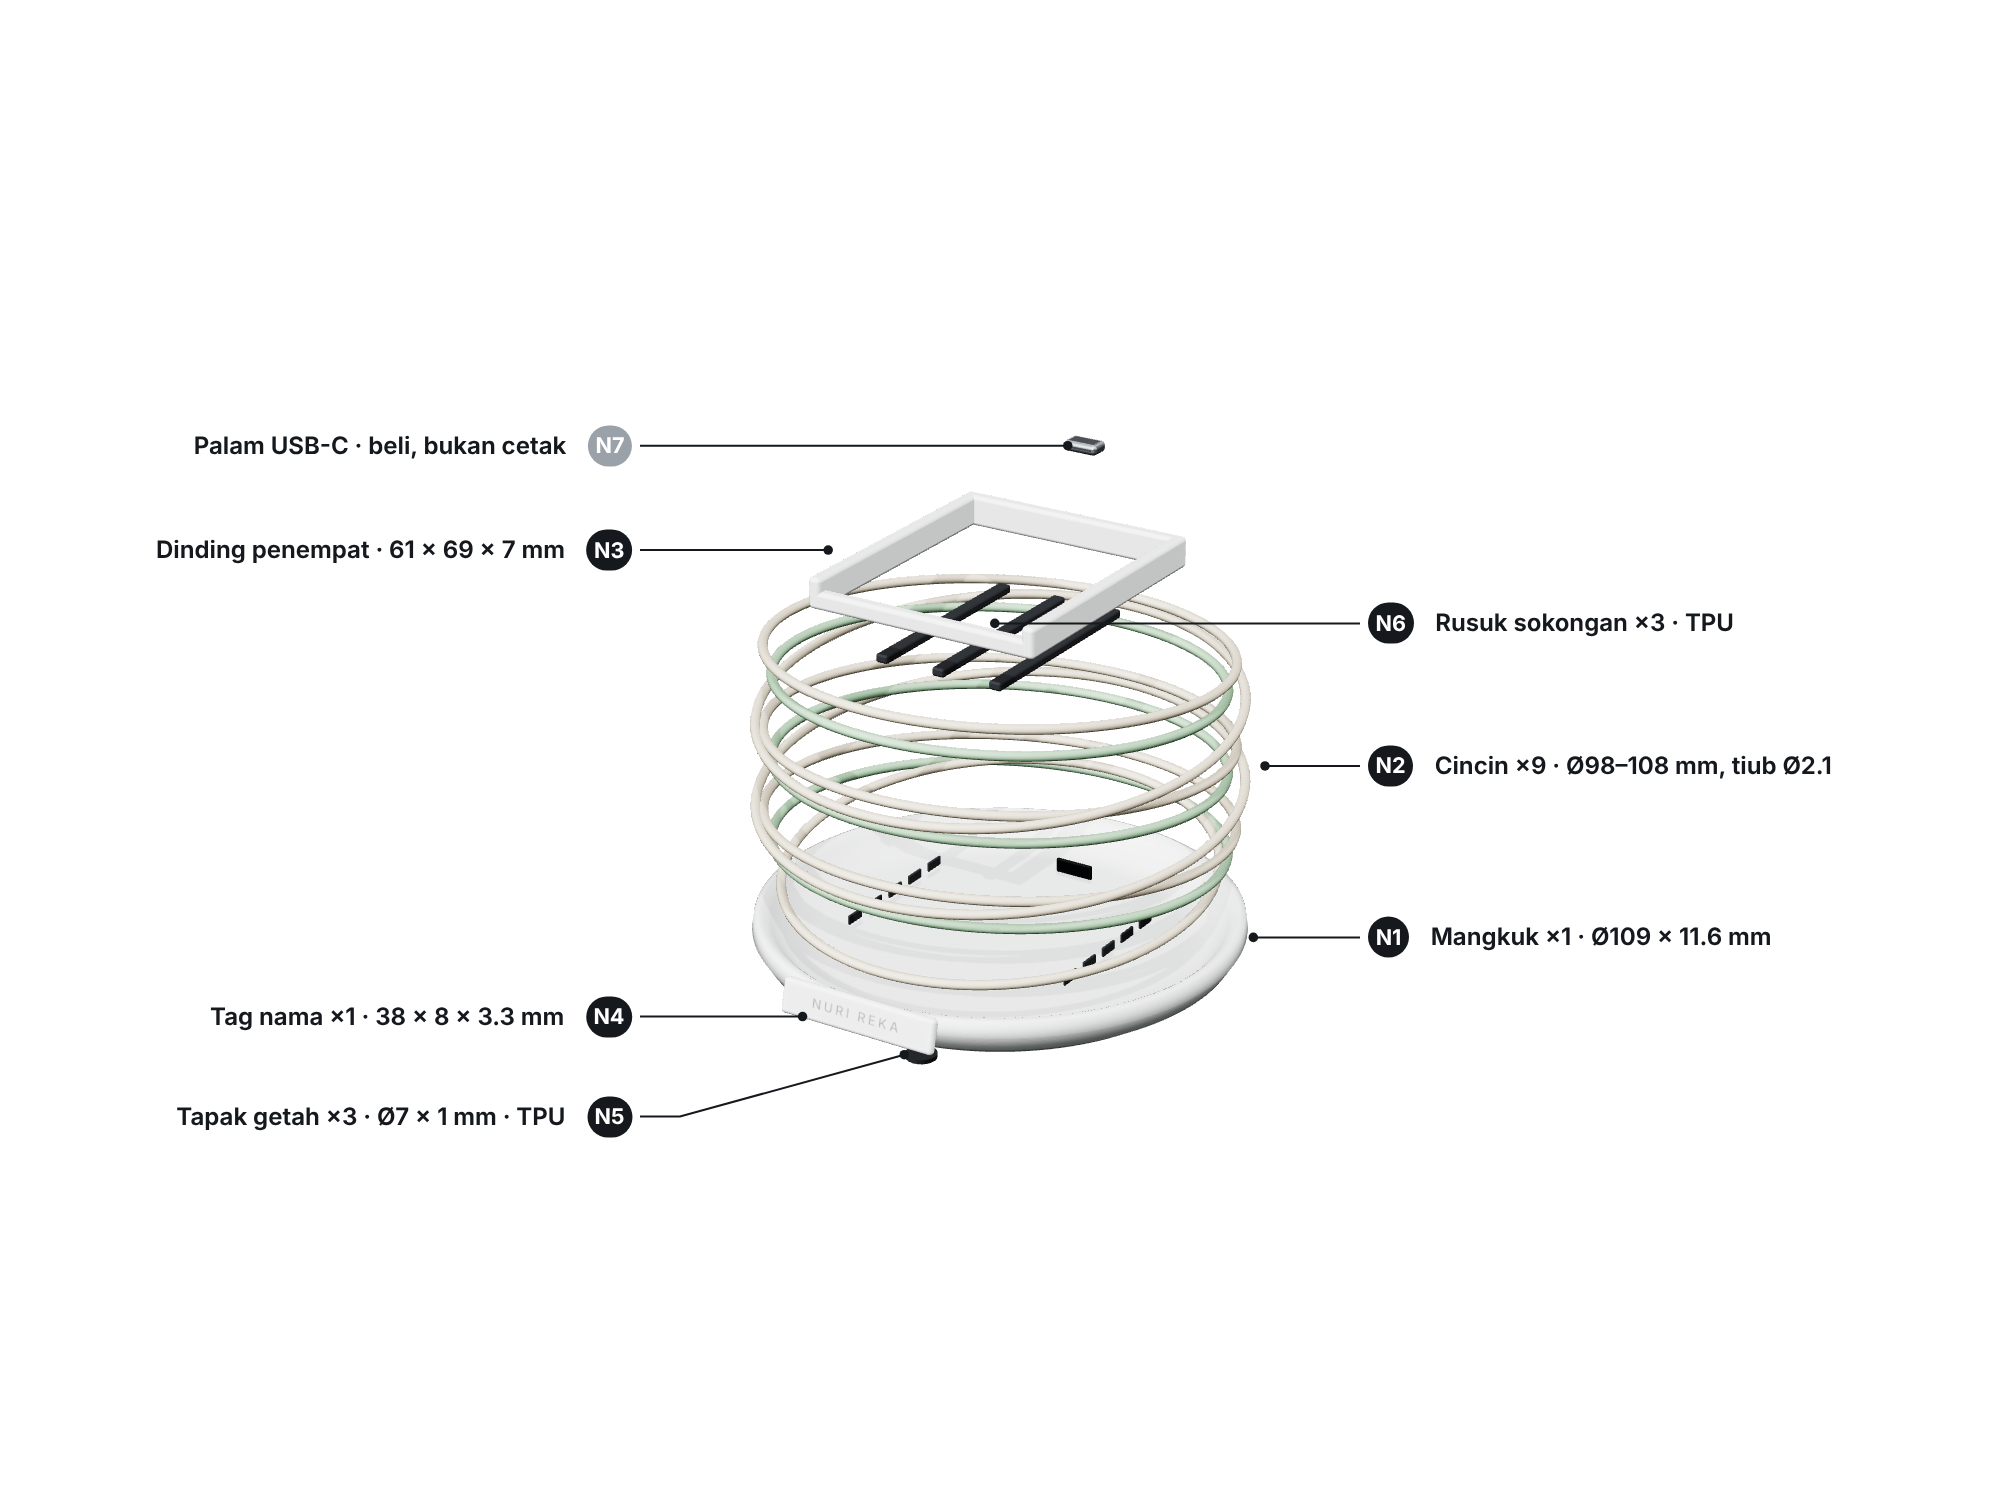 Palam USB-C · beli, bukan cetak N7
Dinding penempat · 61 × 69 × 7 mm N3
N6 Rusuk sokongan ×3 · TPU
N2 Cincin ×9 · Ø98–108 mm, tiub Ø2.1
N1 Mangkuk ×1 · Ø109 × 11.6 mm
Tag nama ×1 · 38 × 8 × 3.3 mm N4
NURI REKA
Tapak getah ×3 · Ø7 × 1 mm · TPU N5